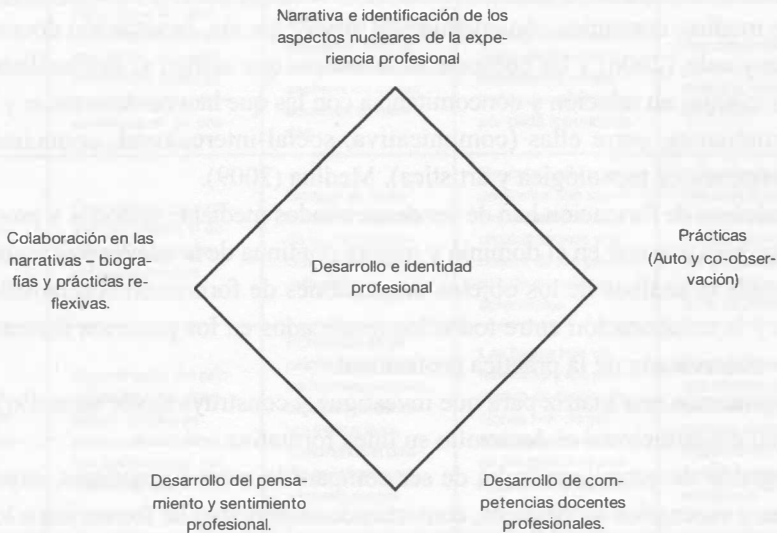 Narrativa e identificación de los
aspectos nucleares de la expe-
riencia profesional
Colaboración en las
narrativas – biogra-
fías y prácticas re-
flexivas.
Desarrollo e identidad
profesional
Prácticas
(Auto y co-obser-
vación)
Desarrollo del pensa-
miento y sentimiento
profesional.
Desarrollo de com-
petencias docentes
profesionales.